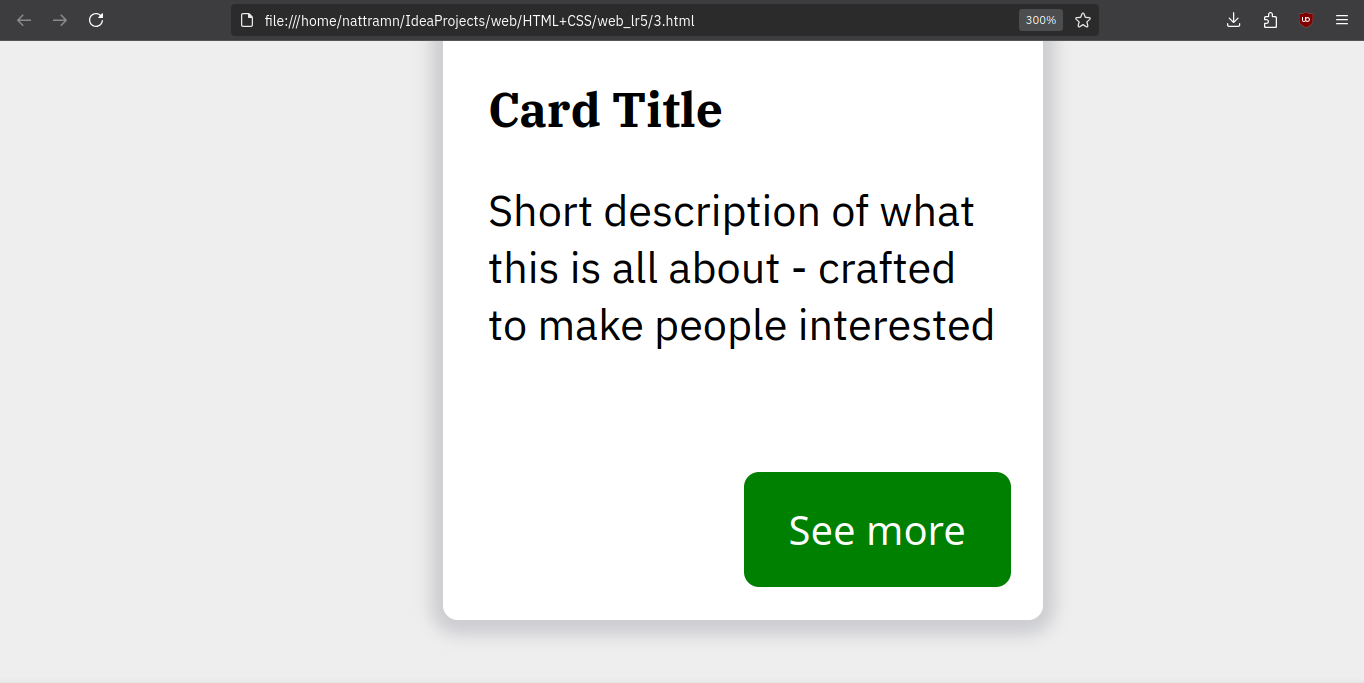 file:///home/nattramn/IdeaProjects/web/HTML+CSS/web_lr5/3.html
300%
Card Title
Short description of what
this is all about - crafted
to make people interested
See more